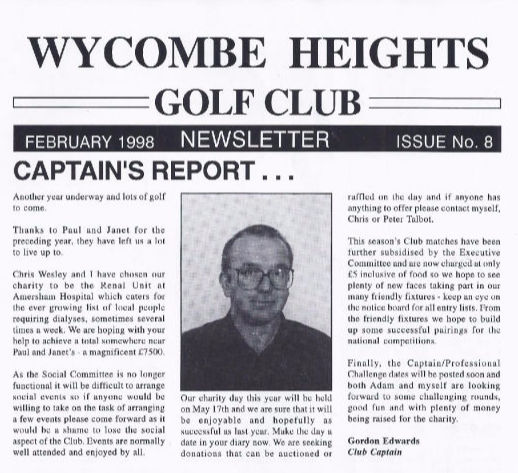 WYCOMBE HEIGHTS
GOLF CLUB
FEBRUARY 1998 NEWSLETTER ISSUE No. 8
CAPTAIN'S REPORT . . .
Another year underway and lots of golf
to come.
Thanks to Paul and Janet for the
preceding year, they have left us a lot
to live up to.
Chris Wesley and I have chosen our
charity to be the Renal Unit at
Amersham Hospital which caters for
the ever growing list of local people
requiring dialyses, sometimes several
times a week. We are hoping with your
help to achieve a total somewhere near
Paul and Janet's - a magnificent £7500.
As the Social Committee is no longer
functional it will be difficult to arrange
social events so if anyone would be
willing to take on the task of arranging
a few events please come forward as it
would be a shame to lose the social
aspect of the Club. Events are normally
well attended and enjoyed by all.
Our charity day this year will be held
on May 17th and we are sure that it will
be enjoyable and hopefully as
successful as last year. Make the day a
date in your diary now. We are seeking
donations that can be auctioned or
raffled on the day and if anyone has
anything to offer please contact myself,
Chris or Peter Talbot.
This season's Club matches have been
further subsidised by the Executive
Committee and are now charged at only
£5 inclusive of food so we hope to see
plenty of new faces taking part in our
many friendly fixtures - keep an eye on
the notice board for all entry lists. From
the friendly fixtures we hope to build
up some successful pairings for the
national competitions.
Finally, the Captain/Professional
Challenge dates will be posted soon and
both Adam and myself are looking
forward to some challenging rounds,
good fun and with plenty of money
being raised for the charity.
Gordon Edwards
Club Captain